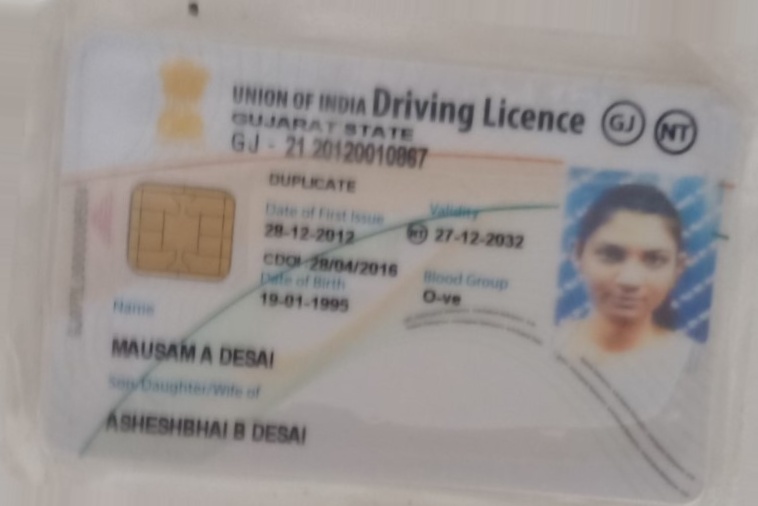 UNION OF INDIA Driving Licence GJ NT
GUJARAT STATE
GJ - 21 20120010867
DUPLICATE
Date of First Issue Validity
28-12-2012 NT 27-12-2032
CDOI 28/04/2016
Date of Birth Blood Group
19-01-1995 O-ve
Name
MAUSAM A DESAI
Son/Daughter/Wife of
ASHESHBHAI B DESAI